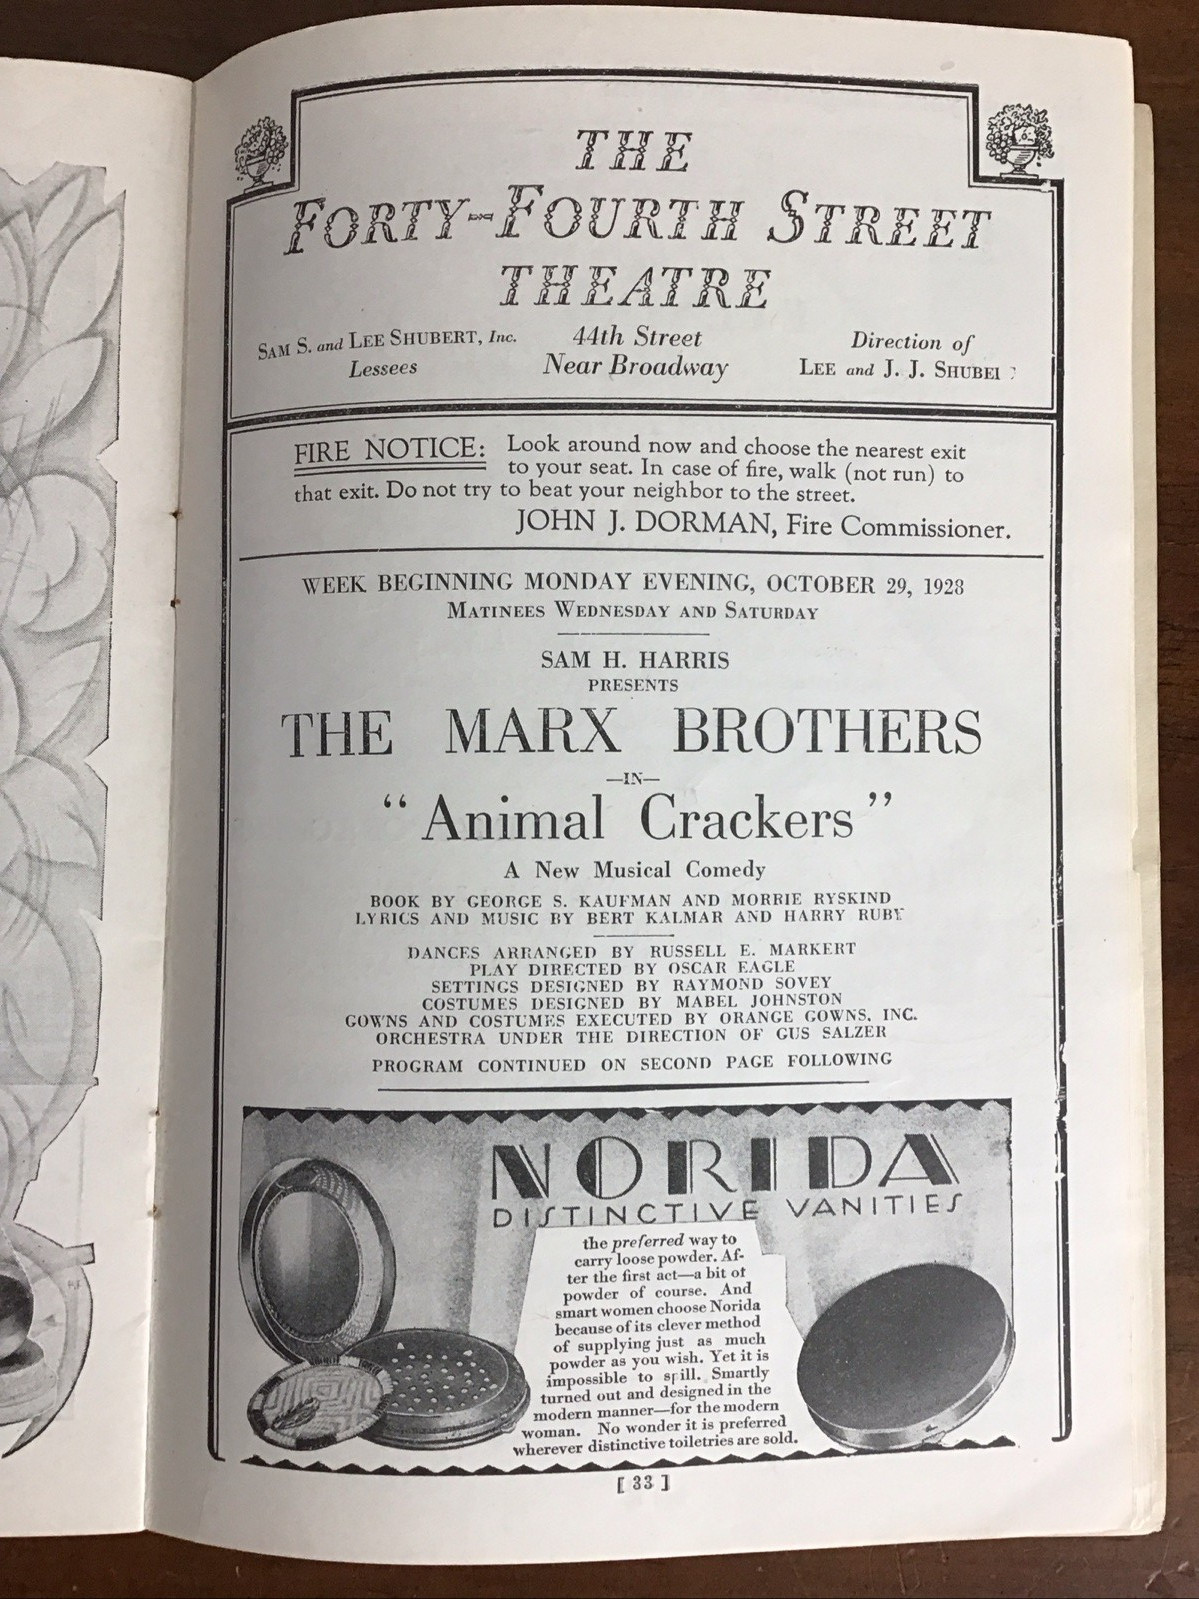 THE
FORTY-FOURTH STREET
THEATRE
SAM S. and LEE SHUBERT, Inc.
Lessees
44th Street
Near Broadway
Direction of
LEE and J. J. SHUBERT
FIRE NOTICE: Look around now and choose the nearest exit
to your seat. In case of fire, walk (not run) to
that exit. Do not try to beat your neighbor to the street.
JOHN J. DORMAN, Fire Commissioner.
WEEK BEGINNING MONDAY EVENING, OCTOBER 29, 1928
MATINEES WEDNESDAY AND SATURDAY
SAM H. HARRIS
PRESENTS
THE MARX BROTHERS
—IN—
“Animal Crackers”
A New Musical Comedy
BOOK BY GEORGE S. KAUFMAN AND MORRIE RYSKIND
LYRICS AND MUSIC BY BERT KALMAR AND HARRY RUBY
DANCES ARRANGED BY RUSSELL E. MARKERT
PLAY DIRECTED BY OSCAR EAGLE
SETTINGS DESIGNED BY RAYMOND SOVEY
COSTUMES DESIGNED BY MABEL JOHNSTON
GOWNS AND COSTUMES EXECUTED BY ORANGE GOWNS, INC.
ORCHESTRA UNDER THE DIRECTION OF GUS SALZER
PROGRAM CONTINUED ON SECOND PAGE FOLLOWING
NORIDA
DISTINCTIVE VANITIES
the preferred way to
carry loose powder. Af-
ter the first act—a bit of
powder of course. And
smart women choose Norida
because of its clever method
of supplying just as much
powder as you wish. Yet it is
impossible to spill. Smartly
turned out and designed in the
modern manner—for the modern
woman. No wonder it is preferred
wherever distinctive toiletries are sold.
[ 33 ]